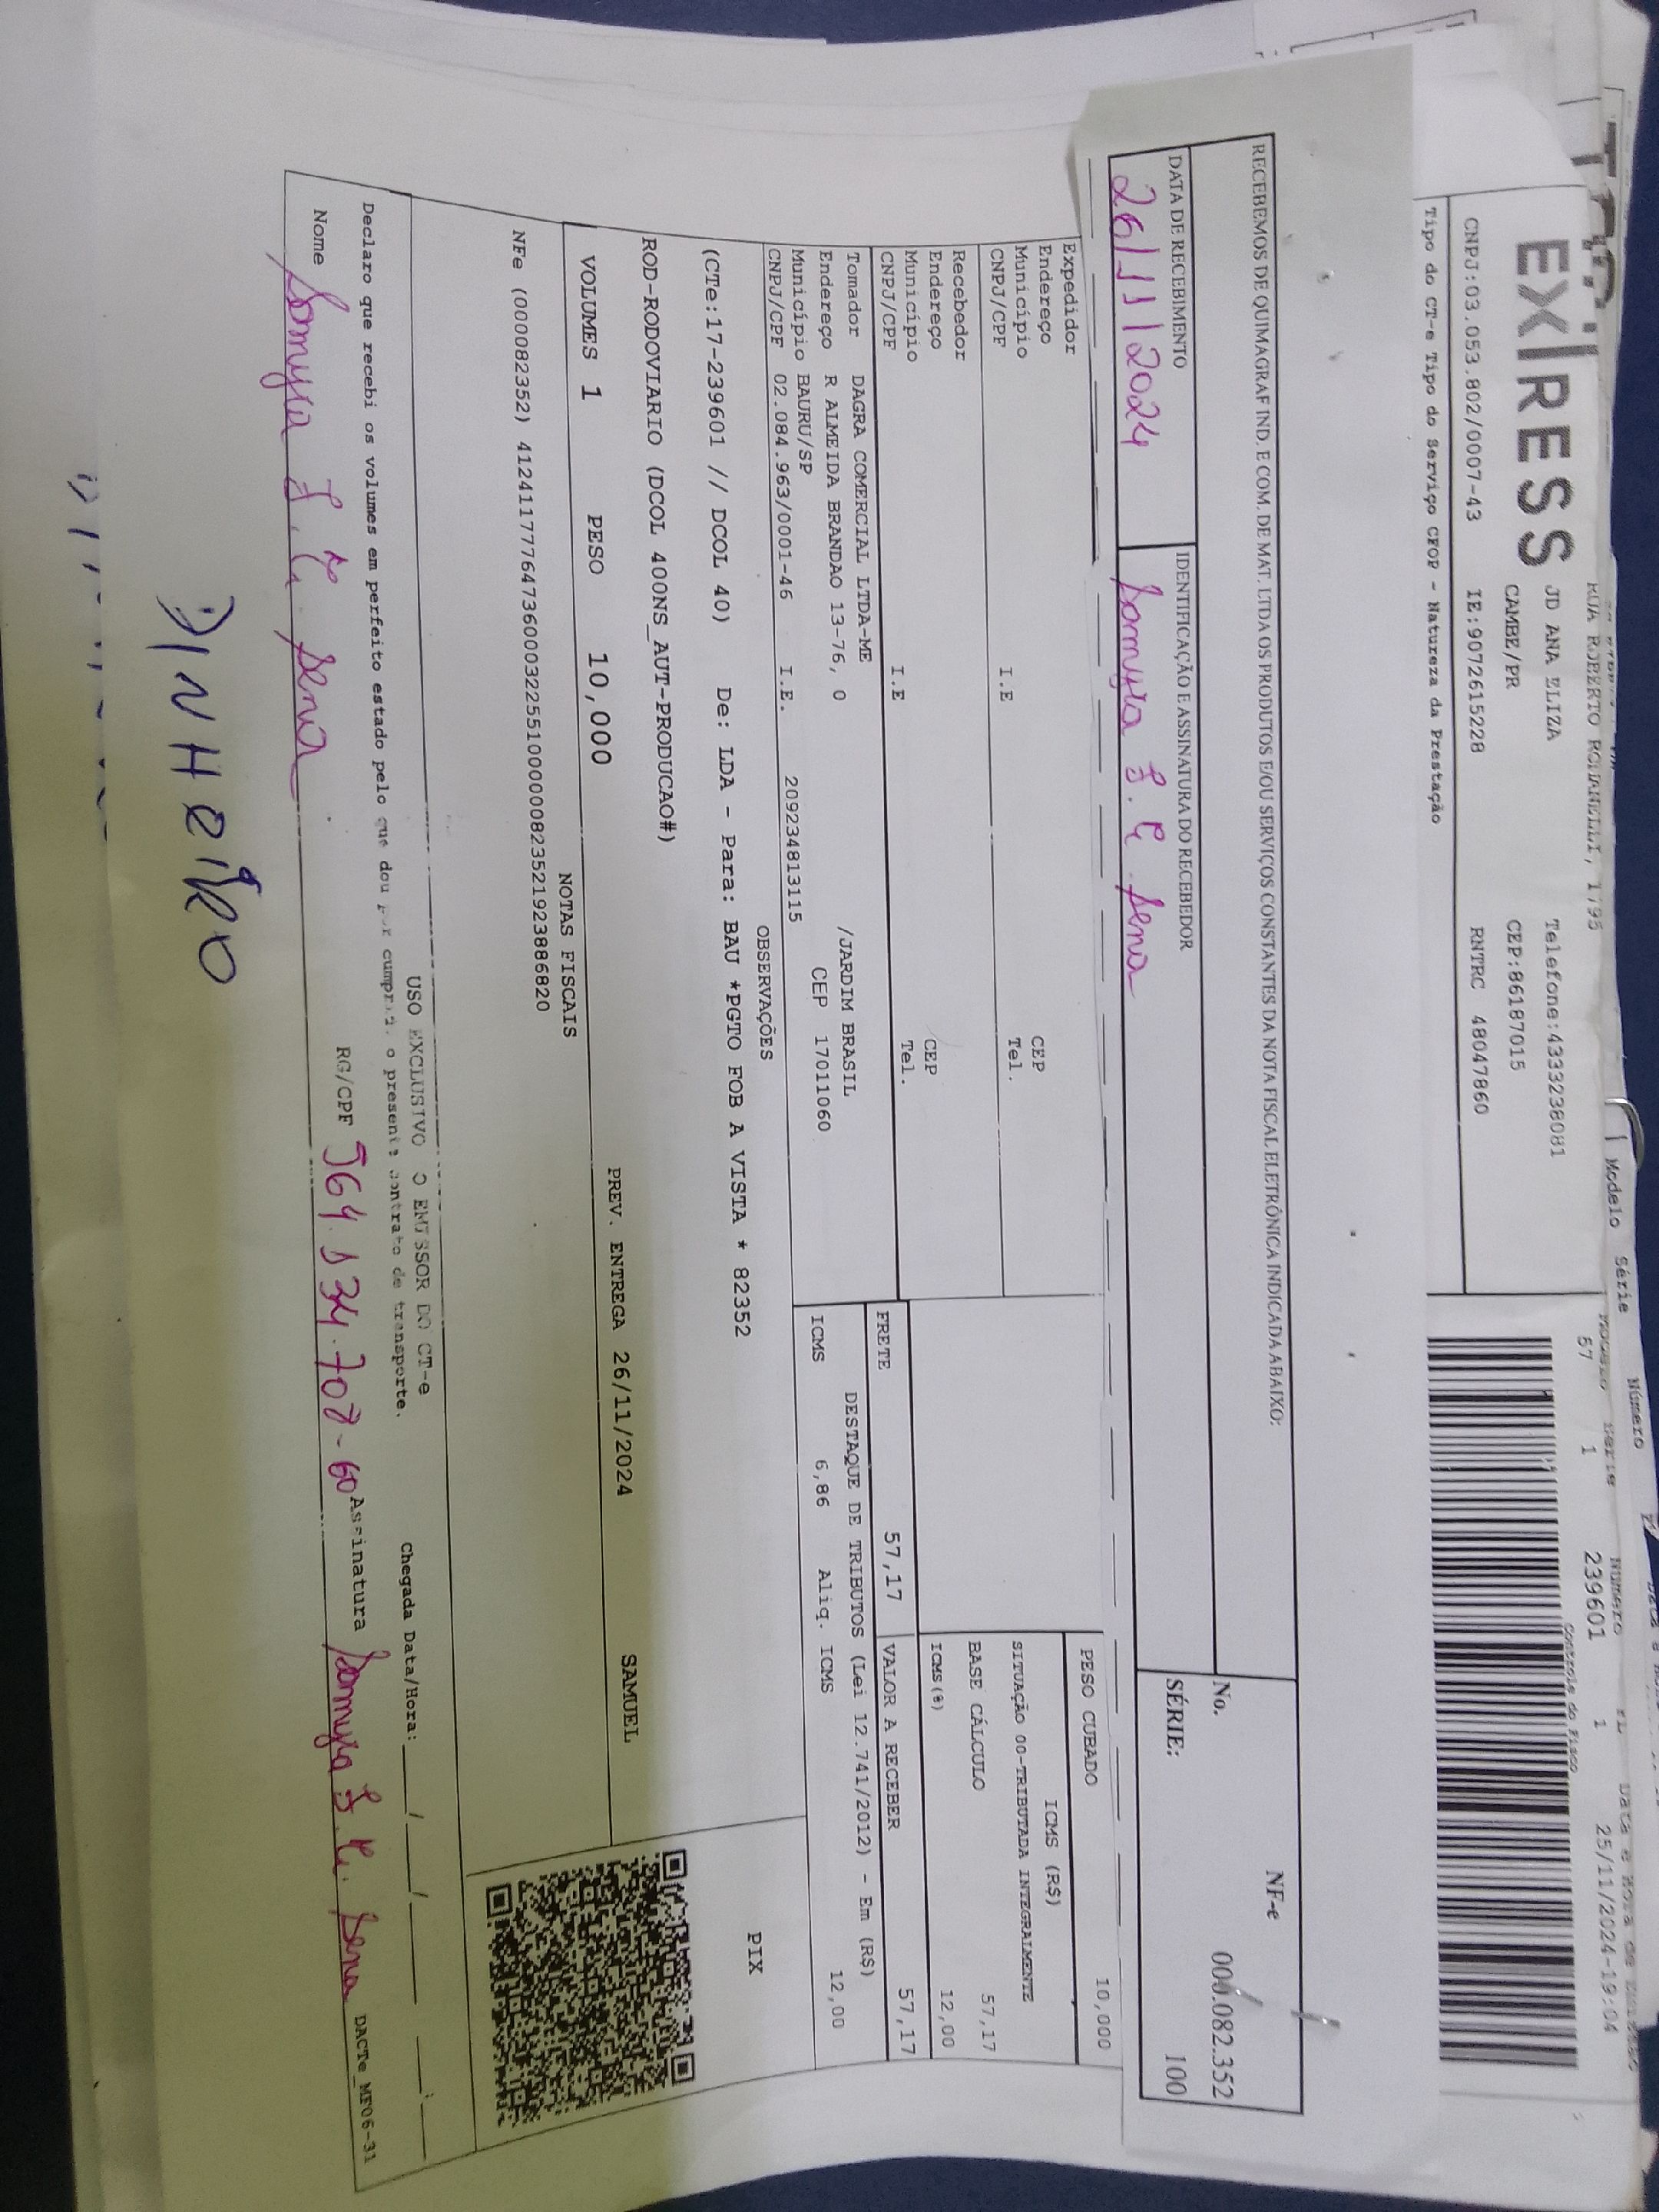 EXPRESS
RUA ROBERTO ROMANELLI, 1795
JD ANA ELIZA Telefone:4333238081
CAMBE/PR CEP:86187015
CNPJ:03.053.802/0007-43 IE:9072615228 RNTRC 48047860
Tipo do CT-e Tipo do Serviço CFOP - Natureza da Prestação
Modelo Série Número
57 1 239601 1 25/11/2024-19:04
Controle do Fisco
RECEBEMOS DE QUIMAGRAF IND. E COM. DE MAT. LTDA OS PRODUTOS E/OU SERVIÇOS CONSTANTES DA NOTA FISCAL ELETRÔNICA INDICADA ABAIXO:
NF-e
No. 000.082.352
SÉRIE: 100
DATA DE RECEBIMENTO
26/11/2024
IDENTIFICAÇÃO E ASSINATURA DO RECEBEDOR
PESO CUBADO 10,000
Expedidor
Endereço CEP
Município Tel.
CNPJ/CPF I.E
Recebedor
Endereço CEP
Município Tel.
CNPJ/CPF I.E
ICMS (R$)
SITUAÇÃO 00-TRIBUTADA INTEGRALMENTE
BASE CÁLCULO 57,17
ICMS(%) 12,00
FRETE 57,17 VALOR A RECEBER 57,17
Tomador DAGRA COMERCIAL LTDA-ME
Endereço R ALMEIDA BRANDAO 13-76, 0 /JARDIM BRASIL
Município BAURU/SP CEP 17011060
CNPJ/CPF 02.084.963/0001-46 I.E. 209234813115
DESTAQUE DE TRIBUTOS (Lei 12.741/2012) - Em (R$)
ICMS 6,86 Aliq. ICMS 12,00
OBSERVAÇÕES
(CTe:17-239601 // DCOL 40) De: LDA - Para: BAU *PGTO FOB A VISTA * 82352
PIX
ROD-RODOVIARIO (DCOL 400NS_AUT-PRODUCAO#)
VOLUMES 1 PESO 10,000 PREV. ENTREGA 26/11/2024 SAMUEL
NOTAS FISCAIS
NFe (000082352) 41241177764736000322551000000823521923886820
USO EXCLUSIVO O EMISSOR DO CT-e
Chegada Data/Hora:___/___/_____ ___:___
Declaro que recebi os volumes em perfeito estado pelo que dou por cumprido o presente contrato de transporte.
Nome RG/CPF 564.134.708-60 Assinatura
DACTe_MF06-31
DINHeiRO